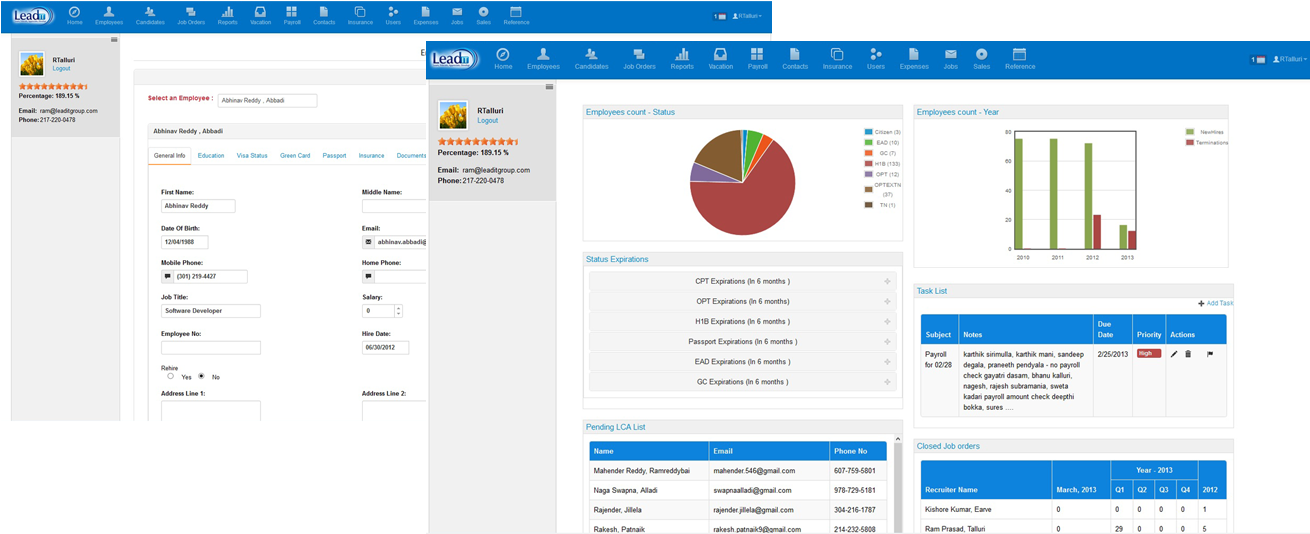 Lead IT
Home Employees Candidates Job Orders Reports Vacation Payroll Contacts Insurance Users Expenses Jobs Sales Reference
1 RTalluri
RTalluri
Logout
Percentage: 189.15 %
Email: ram@leaditgroup.com
Phone: 217-220-0478
Select an Employee : Abhinav Reddy , Abbadi
Abhinav Reddy , Abbadi
General Info Education Visa Status Green Card Passport Insurance Documents
First Name: Middle Name:
Abhinav Reddy
Date Of Birth: Email:
12/04/1988 abhinav.abbadi@
Mobile Phone: Home Phone:
(301) 219-4427
Job Title: Salary:
Software Developer 0
Employee No: Hire Date:
06/30/2012
Rehire
Yes No
Address Line 1: Address Line 2:
Lead IT
Home Employees Candidates Job Orders Reports Vacation Payroll Contacts Insurance Users Expenses Jobs Sales Reference
1 RTalluri
RTalluri
Logout
Percentage: 189.15 %
Email: ram@leaditgroup.com
Phone: 217-220-0478
Employees count - Status
Citizen (3)
EAD (10)
GC (7)
H1B (133)
OPT (12)
OPTEXTN
(37)
TN (1)
Employees count - Year
80
60
40
20
0
2010 2011 2012 2013
NewHires
Terminations
Status Expirations
CPT Expirations (In 6 months )
OPT Expirations (In 6 months)
H1B Expirations (In 6 months )
Passport Expirations (In 6 months )
EAD Expirations (In 6 months )
GC Expirations (In 6 months )
Task List
Add Task
Subject Notes Due Date Priority Actions
Payroll for 02/28
karthik sirimulla, karthik mani, sandeep
degala, praneeth pendyala - no payroll
check gayatri dasam, bhanu kalluri,
nagesh, rajesh subramania, sweta
kadari payroll amount check deepthi
bokka, sures ....
2/25/2013 High
Pending LCA List
Name Email Phone No
Mahender Reddy, Ramreddybai mahender.546@gmail.com 607-759-5801
Naga Swapna, Alladi swapnaalladi@gmail.com 978-729-5181
Rajender, Jillela rajender.jillela@gmail.com 304-216-1787
Rakesh, Patnaik rakesh.patnaik9@gmail.com 214-232-5808
Closed Job orders
Year - 2013
Recruiter Name March, 2013 Q1 Q2 Q3 Q4 2012
Kishore Kumar, Earve 0 0 0 0 0 1
Ram Prasad, Talluri 0 29 0 0 0 5